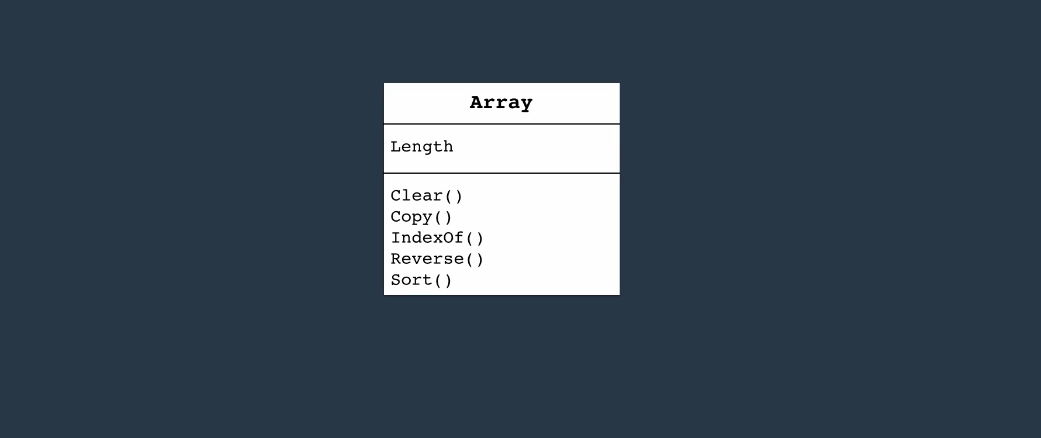 Array
Length
Clear()
Copy()
IndexOf()
Reverse()
Sort()